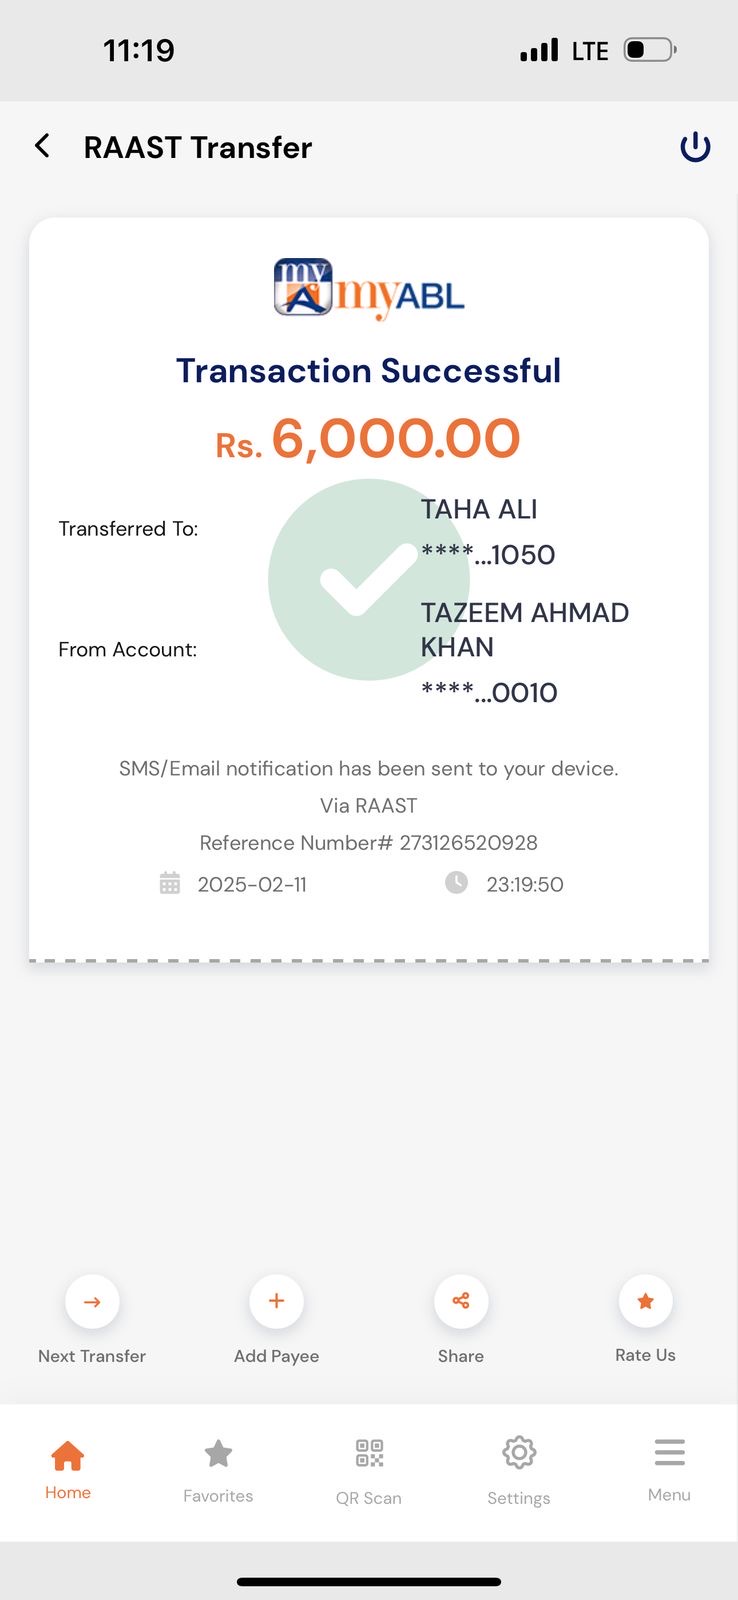 11:19 LTE
RAAST Transfer
my myABL
Transaction Successful
Rs. 6,000.00
Transferred To:
TAHA ALI
****...1050
From Account:
TAZEEM AHMAD
KHAN
****...0010
SMS/Email notification has been sent to your device.
Via RAAST
Reference Number# 273126520928
2025-02-11 23:19:50
Next Transfer Add Payee Share Rate Us
Home Favorites QR Scan Settings Menu